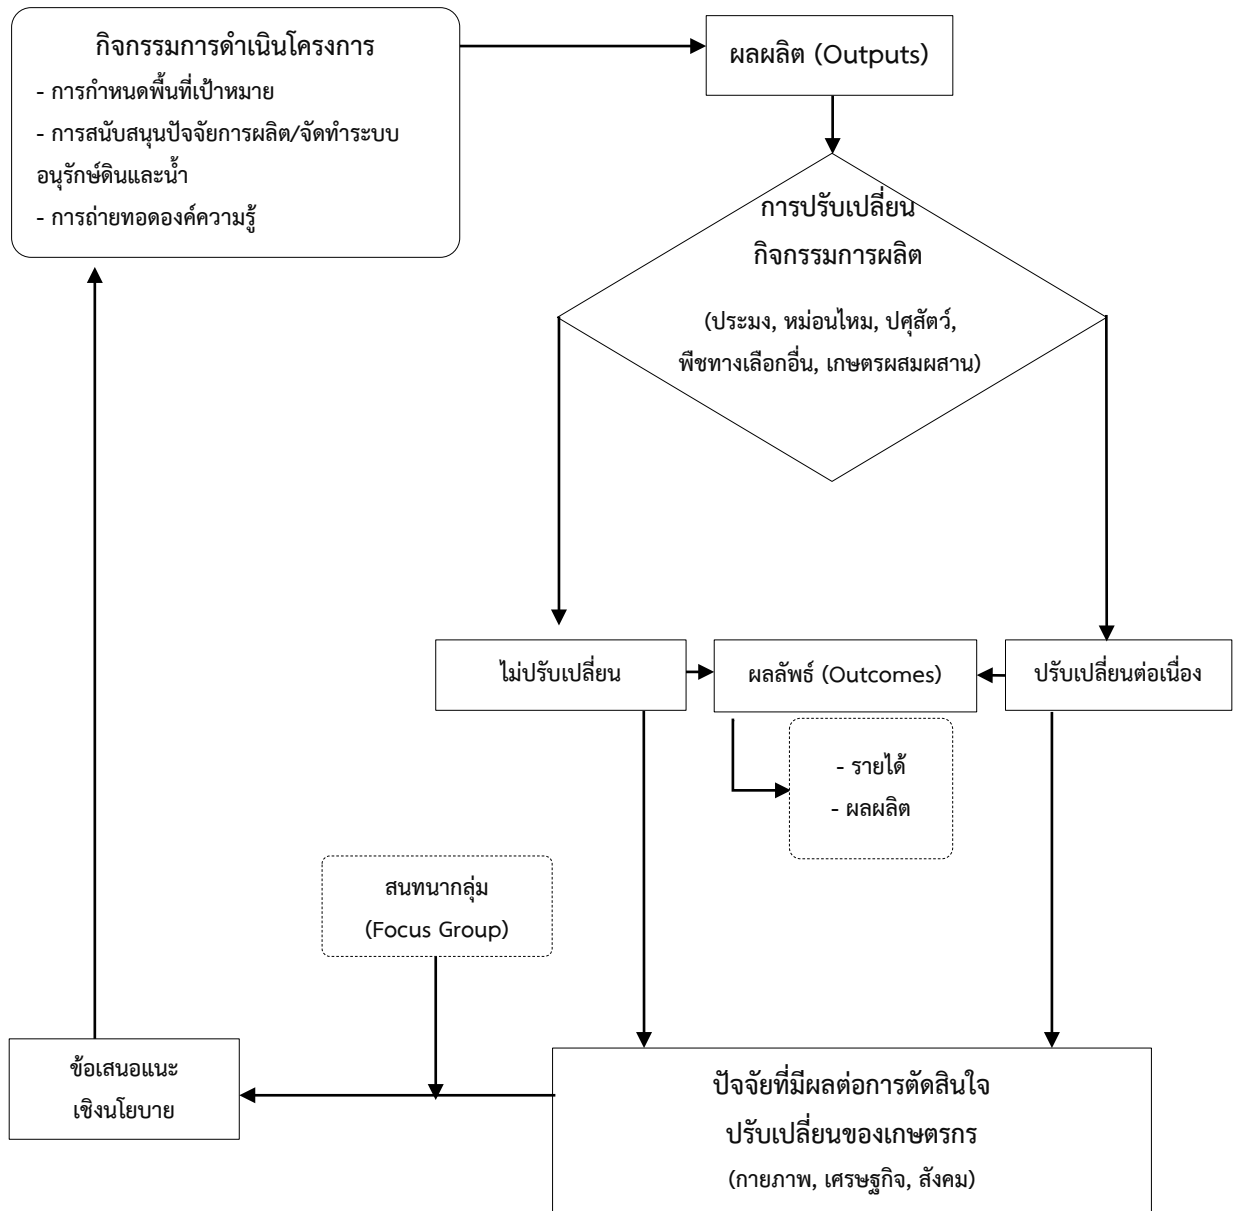 กิจกรรมการดำเนินโครงการ
- การกำหนดพื้นที่เป้าหมาย
- การสนับสนุนปัจจัยการผลิต/จัดทำระบบ
อนุรักษ์ดินและน้ำ
- การถ่ายทอดองค์ความรู้
ผลผลิต (Outputs)
การปรับเปลี่ยน
กิจกรรมการผลิต
(ประมง, หม่อนไหม, ปศุสัตว์,
พืชทางเลือกอื่น, เกษตรผสมผสาน)
ไม่ปรับเปลี่ยน
ผลลัพธ์ (Outcomes)
ปรับเปลี่ยนต่อเนื่อง
- รายได้
- ผลผลิต
สนทนากลุ่ม
(Focus Group)
ข้อเสนอแนะ
เชิงนโยบาย
ปัจจัยที่มีผลต่อการตัดสินใจ
ปรับเปลี่ยนของเกษตรกร
(กายภาพ, เศรษฐกิจ, สังคม)